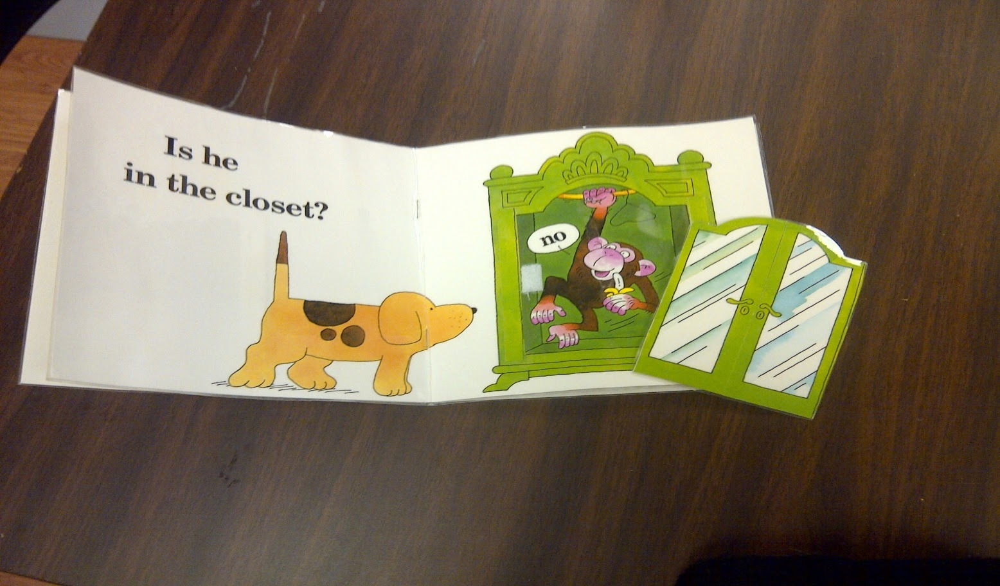 Is he
in the closet?
no